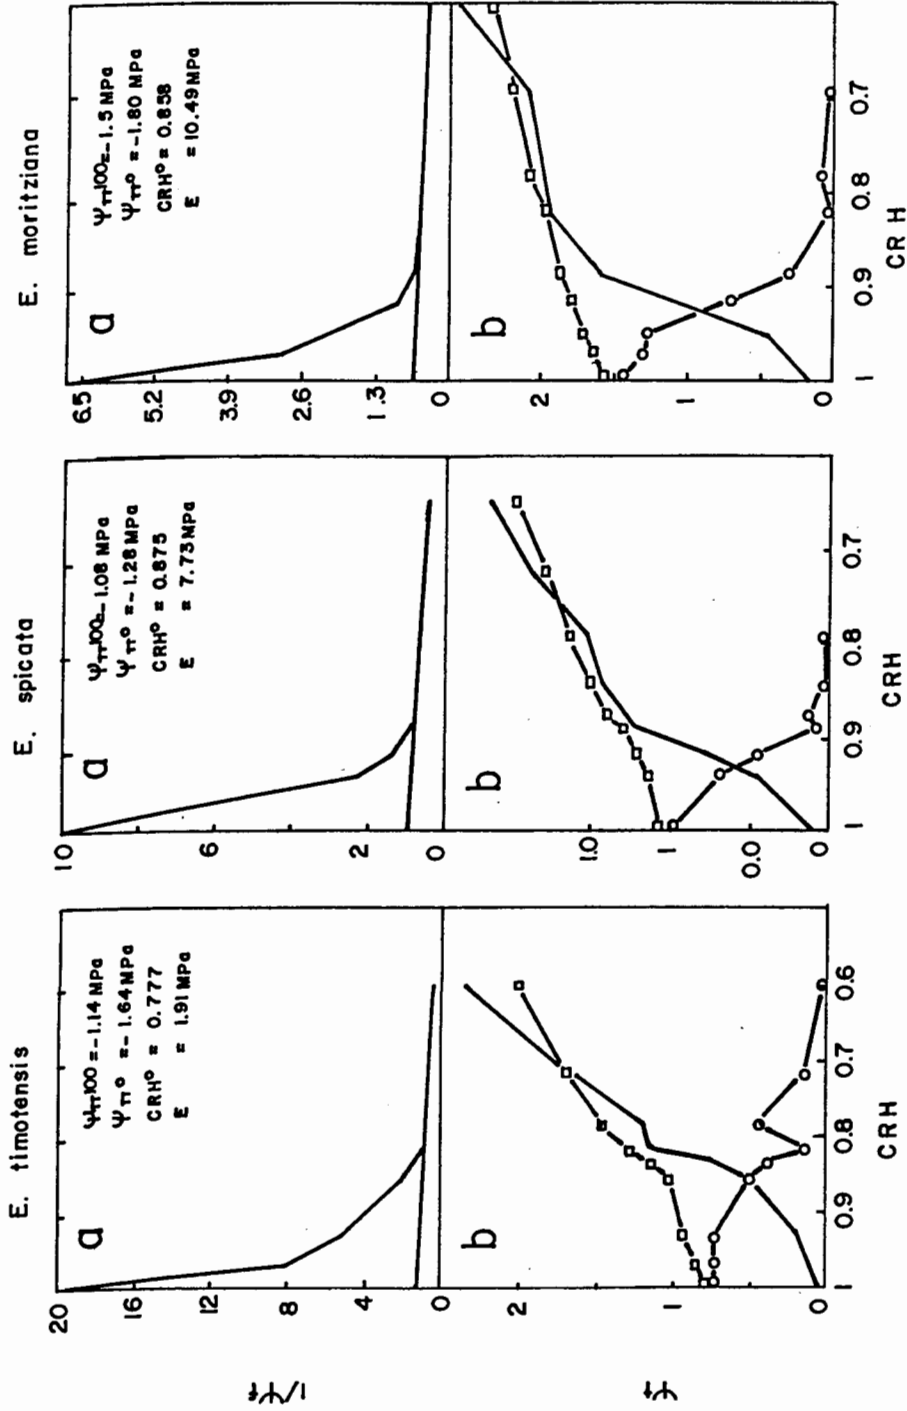 E. timotensis
a
20
16
12
8
4
0
Ψπ100 =-1.14 MPa
Ψπ° =-1.64 MPa
CRH° = 0.777
E = 1.91 MPa
b
2
1
0
Ψt
1
0.9
0.8
0.7
0.6
CRH
E. spicata
a
10
6
2
0
Ψπ100=-1.08 MPa
Ψπ° =-1.28 MPa
CRH° = 0.875
E = 7.73 MPa
b
1.0
1
0.0
0
1
0.9
0.8
0.7
CRH
E. moritziana
a
6.5
5.2
3.9
2.6
1.3
0
Ψπ100=-1.5 MPa
Ψπ° =-1.80 MPa
CRH° = 0.858
E = 10.49 MPa
b
2
1
0
1
0.9
0.8
0.7
CRH